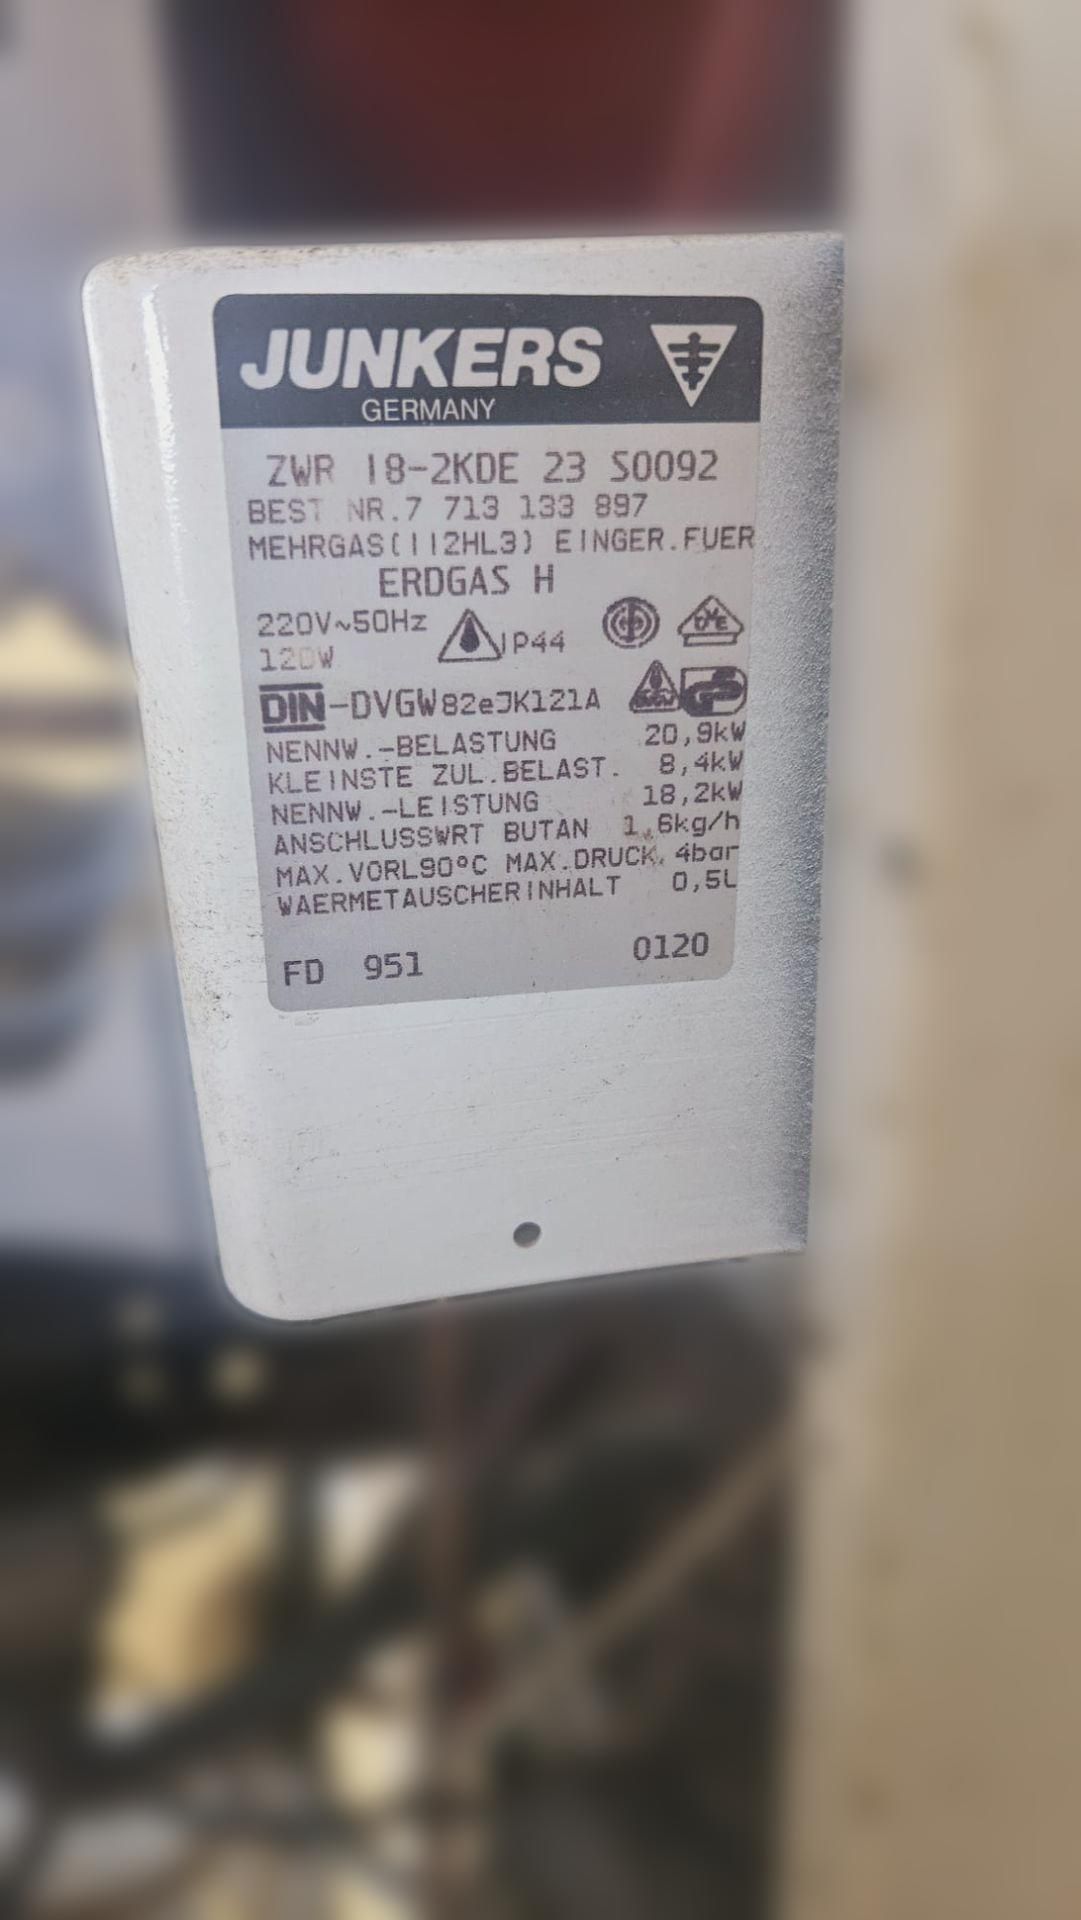 JUNKERS
GERMANY
ZWR 18-2KDE 23 S0092
BEST NR.7 713 133 897
MEHRGAS(II2HL3) EINGER.FUER
ERDGAS H
220V~50Hz IP44
120W
DIN-DVGW82eJK121A
NENNW.-BELASTUNG 20,9kW
KLEINSTE ZUL.BELAST. 8,4kW
NENNW.-LEISTUNG 18,2kW
ANSCHLUSSWRT BUTAN 1,6kg/h
MAX.VORL90°C MAX.DRUCK. 4bar
WAERMETAUSCHERINHALT 0,5L
FD 951 0120